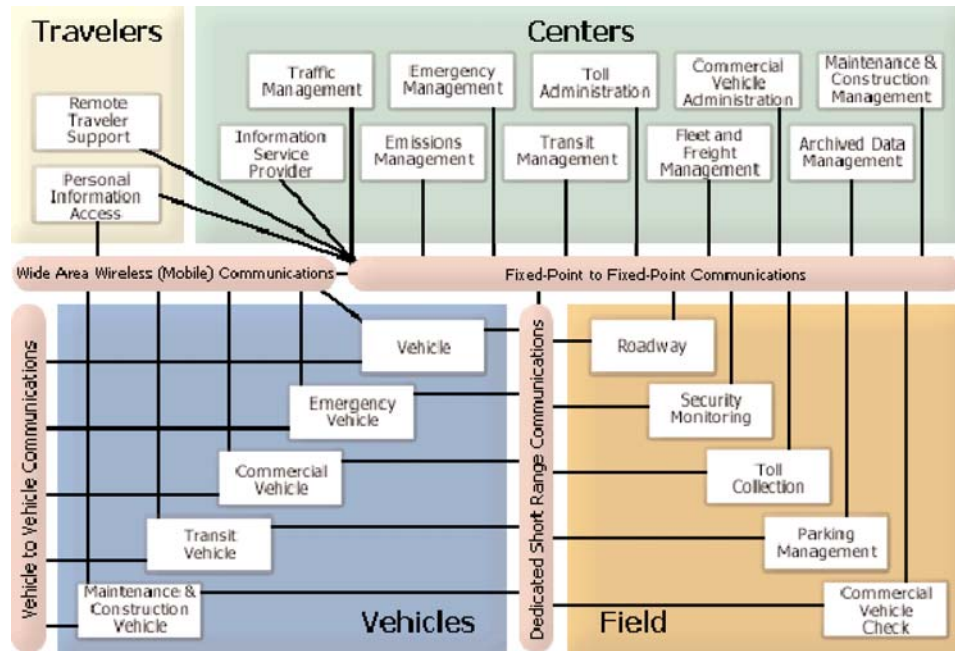 Travelers
Centers
Remote
Traveler
Support
Personal
Information
Access
Traffic
Management
Emergency
Management
Toll
Administration
Commercial
Vehicle
Administration
Maintenance &
Construction
Management
Information
Service
Provider
Emissions
Management
Transit
Management
Fleet and
Freight
Management
Archived Data
Management
Wide Area Wireless (Mobile) Communications
Fixed-Point to Fixed-Point Communications
Vehicle to Vehicle Communications
Vehicle
Emergency
Vehicle
Commercial
Vehicle
Transit
Vehicle
Maintenance &
Construction
Vehicle
Vehicles
Dedicated Short Range Communications
Roadway
Security
Monitoring
Toll
Collection
Parking
Management
Commercial
Vehicle
Check
Field